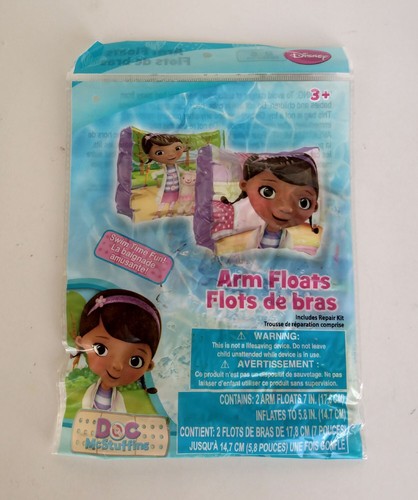 Disney
3+
Swim Time Fun!
La baignade
amusante!
Arm Floats
Flots de bras
Includes Repair Kit
Trousse de réparation comprise
WARNING:
This is not a lifesaving device. Do not leave
child unattended while device is in use.
AVERTISSEMENT:
Ce produit n'est pas un dispositif de sauvetage. Ne pas
laisser d'enfant utiliser ce produit sans supervision.
CONTAINS: 2 ARM FLOATS 7 IN. (17.8 CM)
INFLATES TO 5.8 IN. (14.7 CM)
CONTIENT: 2 FLOTS DE BRAS DE 17,8 CM (7 POUCES)
JUSQU'À 14,7 CM (5,8 POUCES) UNE FOIS GONFLÉ
DOC
McStuffins